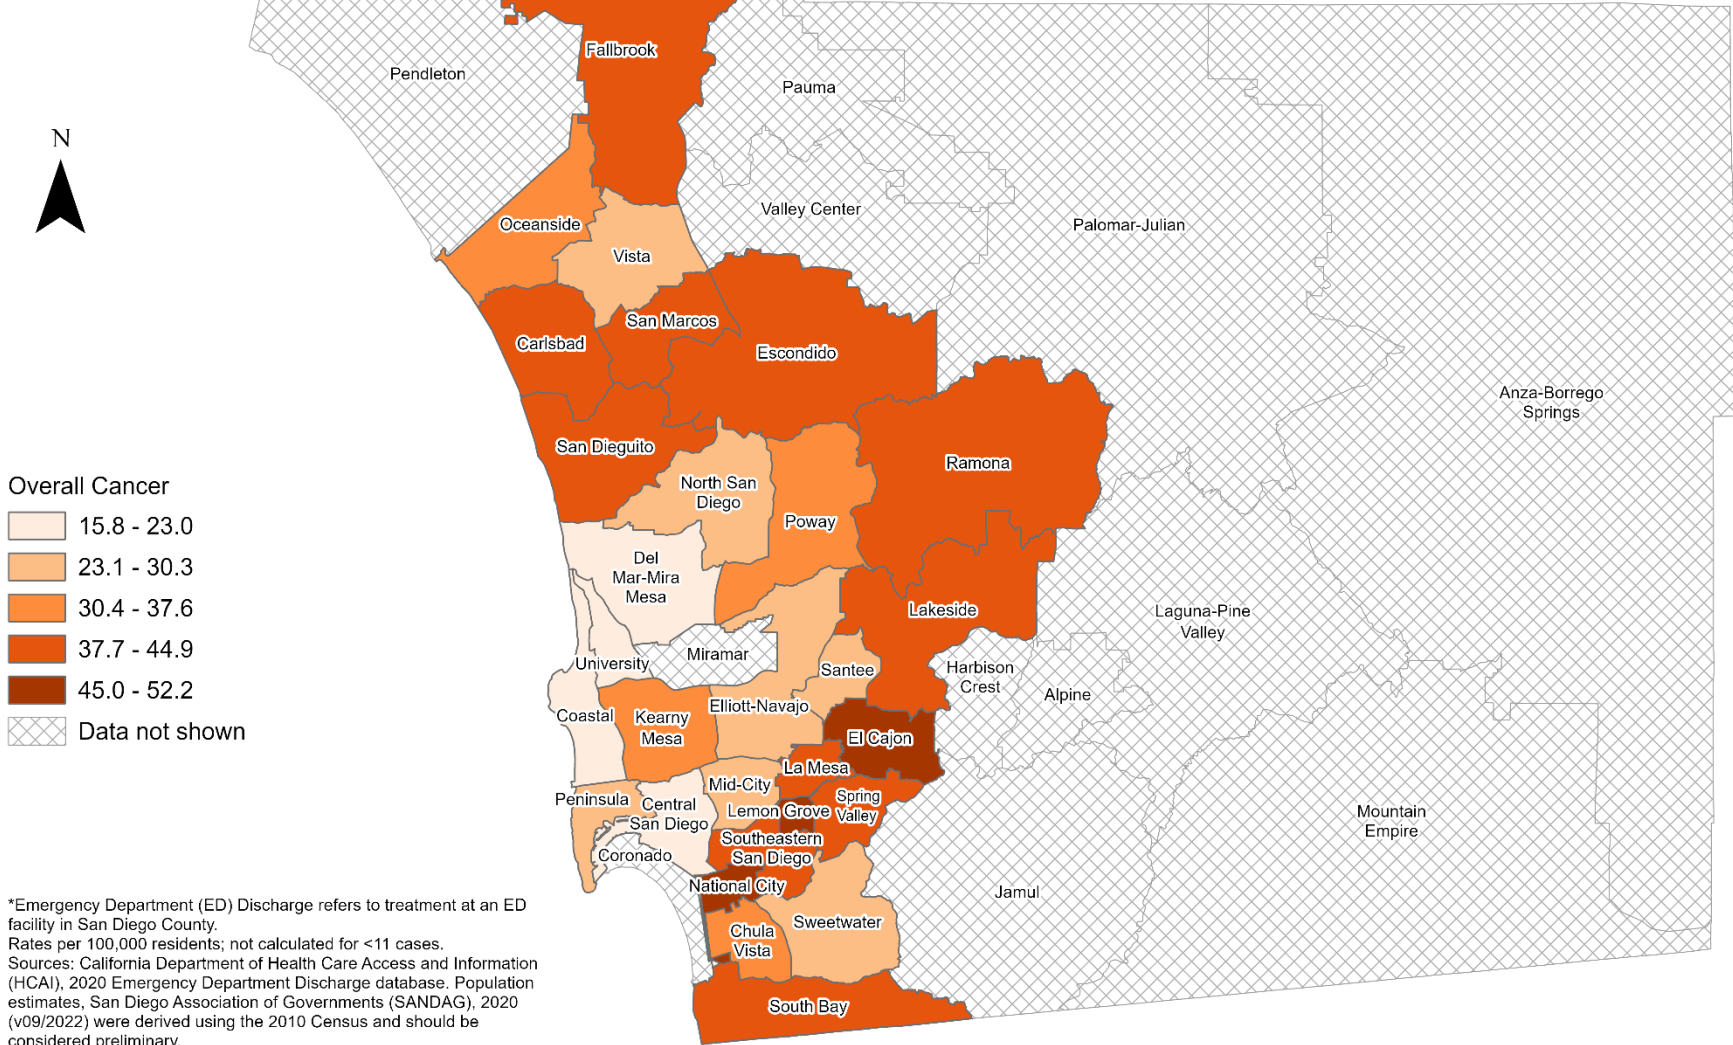 Fallbrook
Pendleton
Pauma
N
Valley Center
Oceanside
Palomar-Julian
Vista
San Marcos
Carlsbad
Escondido
Anza-Borrego
Springs
San Dieguito
Ramona
North San
Diego
Poway
Overall Cancer
15.8 - 23.0
23.1 - 30.3
30.4 - 37.6
37.7 - 44.9
45.0 - 52.2
Data not shown
Del
Mar-Mira
Mesa
Lakeside
Laguna-Pine
Valley
Miramar
University
Santee
Harbison
Crest
Alpine
Elliott-Navajo
Coastal
Kearny
Mesa
El Cajon
La Mesa
Mid-City
Peninsula
Central
San Diego
Spring
Valley
Lemon Grove
Mountain
Empire
Southeastern
San Diego
Coronado
National City
Jamul
Sweetwater
Chula
Vista
South Bay
*Emergency Department (ED) Discharge refers to treatment at an ED
facility in San Diego County.
Rates per 100,000 residents; not calculated for <11 cases.
Sources: California Department of Health Care Access and Information
(HCAI), 2020 Emergency Department Discharge database. Population
estimates, San Diego Association of Governments (SANDAG), 2020
(v09/2022) were derived using the 2010 Census and should be
considered preliminary.